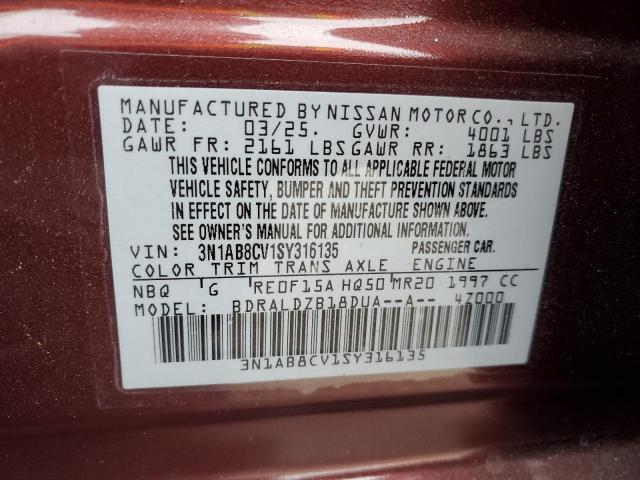 MANUFACTURED BY NISSAN MOTOR CO., LTD.
DATE: 03/25. GVWR: 4001 LBS
GAWR FR: 2161 LBS GAWR RR: 1863 LBS
THIS VEHICLE CONFORMS TO ALL APPLICABLE FEDERAL MOTOR
VEHICLE SAFETY, BUMPER AND THEFT PREVENTION STANDARDS
IN EFFECT ON THE DATE OF MANUFACTURE SHOWN ABOVE.
SEE OWNER'S MANUAL FOR ADDITIONAL INFORMATION.
VIN: 3N1AB8CV1SY316135 PASSENGER CAR.
COLOR TRIM TRANS AXLE ENGINE
NBQ G RE0F15A HQ50 MR20 1997 CC
MODEL: BDRALDZB18DUA--A-- 4Z000
3N1AB8CV1SY316135